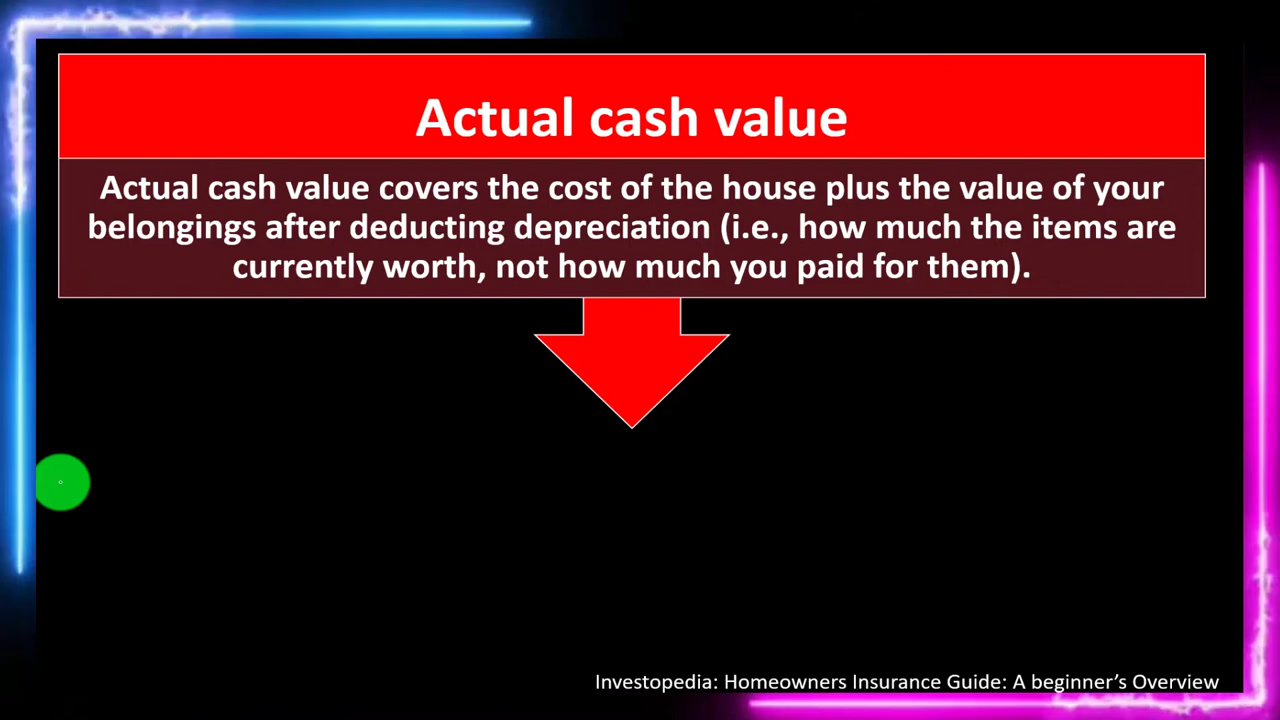 Actual cash value
Actual cash value covers the cost of the house plus the value of your
belongings after deducting depreciation (i.e., how much the items are
currently worth, not how much you paid for them).
Investopedia: Homeowners Insurance Guide: A beginner’s Overview